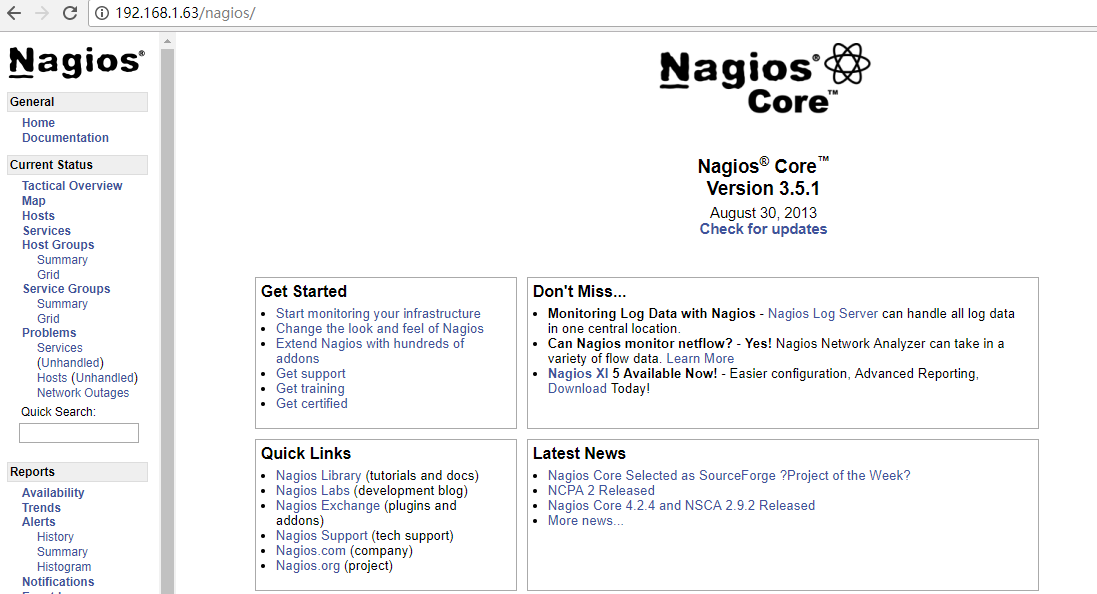 192.168.1.63/nagios/
Nagios®
General
Home
Documentation
Current Status
Tactical Overview
Map
Hosts
Services
Host Groups
Summary
Grid
Service Groups
Summary
Grid
Problems
Services
(Unhandled)
Hosts (Unhandled)
Network Outages
Quick Search:
Reports
Availability
Trends
Alerts
History
Summary
Histogram
Notifications
Nagios®
Core™
Nagios® Core™
Version 3.5.1
August 30, 2013
Check for updates
Get Started
• Start monitoring your infrastructure
• Change the look and feel of Nagios
• Extend Nagios with hundreds of
addons
• Get support
• Get training
• Get certified
Don't Miss...
• Monitoring Log Data with Nagios - Nagios Log Server can handle all log data
in one central location.
• Can Nagios monitor netflow? - Yes! Nagios Network Analyzer can take in a
variety of flow data. Learn More
• Nagios XI 5 Available Now! - Easier configuration, Advanced Reporting,
Download Today!
Quick Links
• Nagios Library (tutorials and docs)
• Nagios Labs (development blog)
• Nagios Exchange (plugins and
addons)
• Nagios Support (tech support)
• Nagios.com (company)
• Nagios.org (project)
Latest News
• Nagios Core Selected as SourceForge ?Project of the Week?
• NCPA 2 Released
• Nagios Core 4.2.4 and NSCA 2.9.2 Released
• More news...